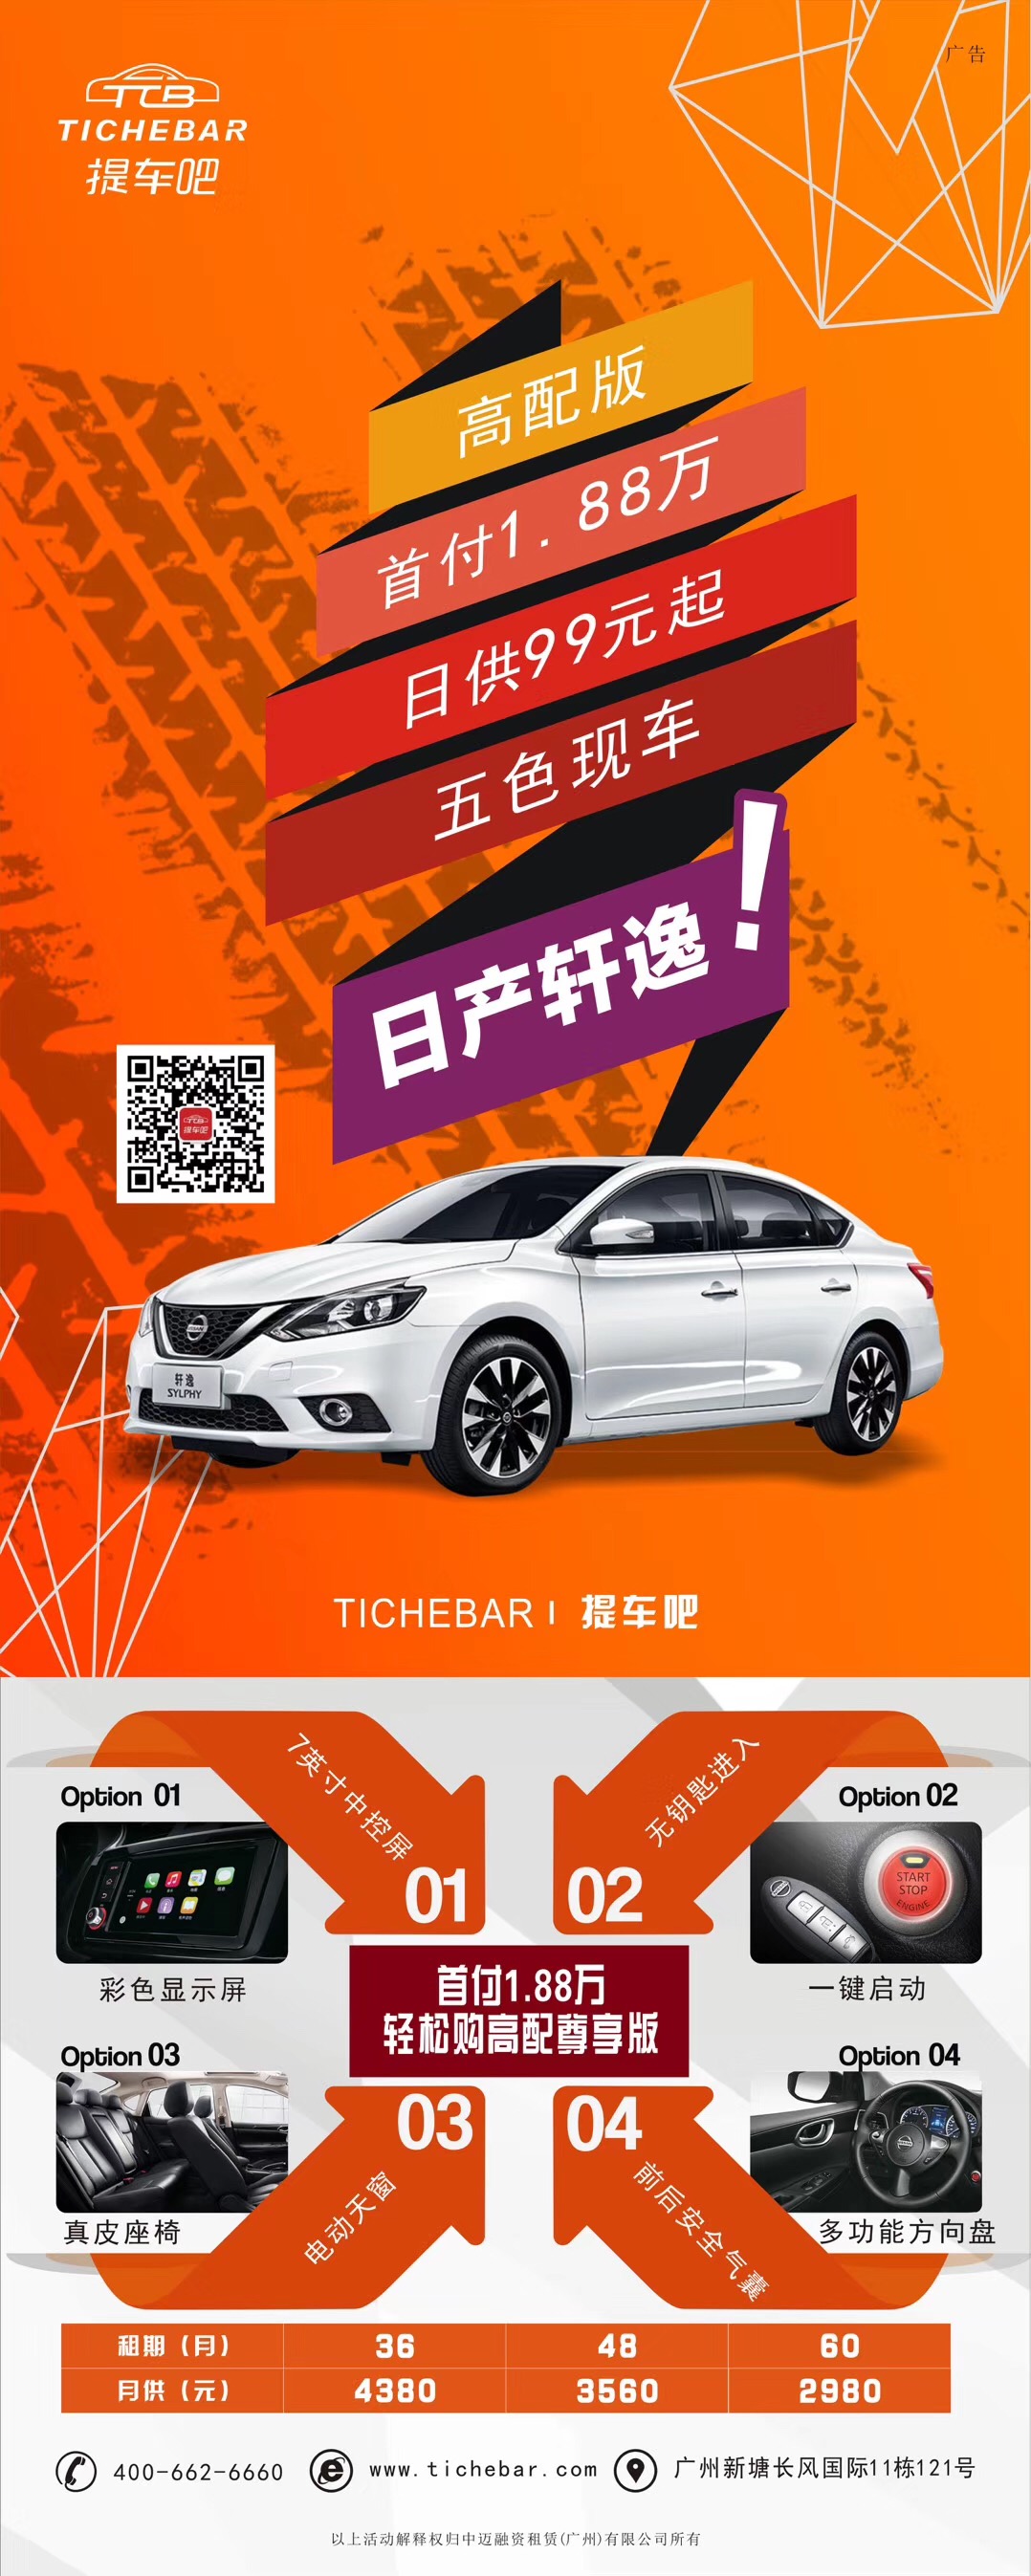 广告
TCB
TICHEBAR
提车吧
高配版
首付1.88万
日供99元起
五色现车
日产轩逸!
提车吧
NISSAN
轩逸
SYLPHY
TICHEBAR | 提车吧
7英寸中控屏
01
无钥匙进入
02
Option 01
彩色显示屏
Option 02
START
STOP
ENGINE
一键启动
首付1.88万
轻松购高配尊享版
Option 03
真皮座椅
Option 04
多功能方向盘
03
电动天窗
04
前后安全气囊
租期（月） 36 48 60
月供（元） 4380 3560 2980
400-662-6660 www.tichebar.com 广州新塘长风国际11栋121号
以上活动解释权归中迈融资租赁(广州)有限公司所有